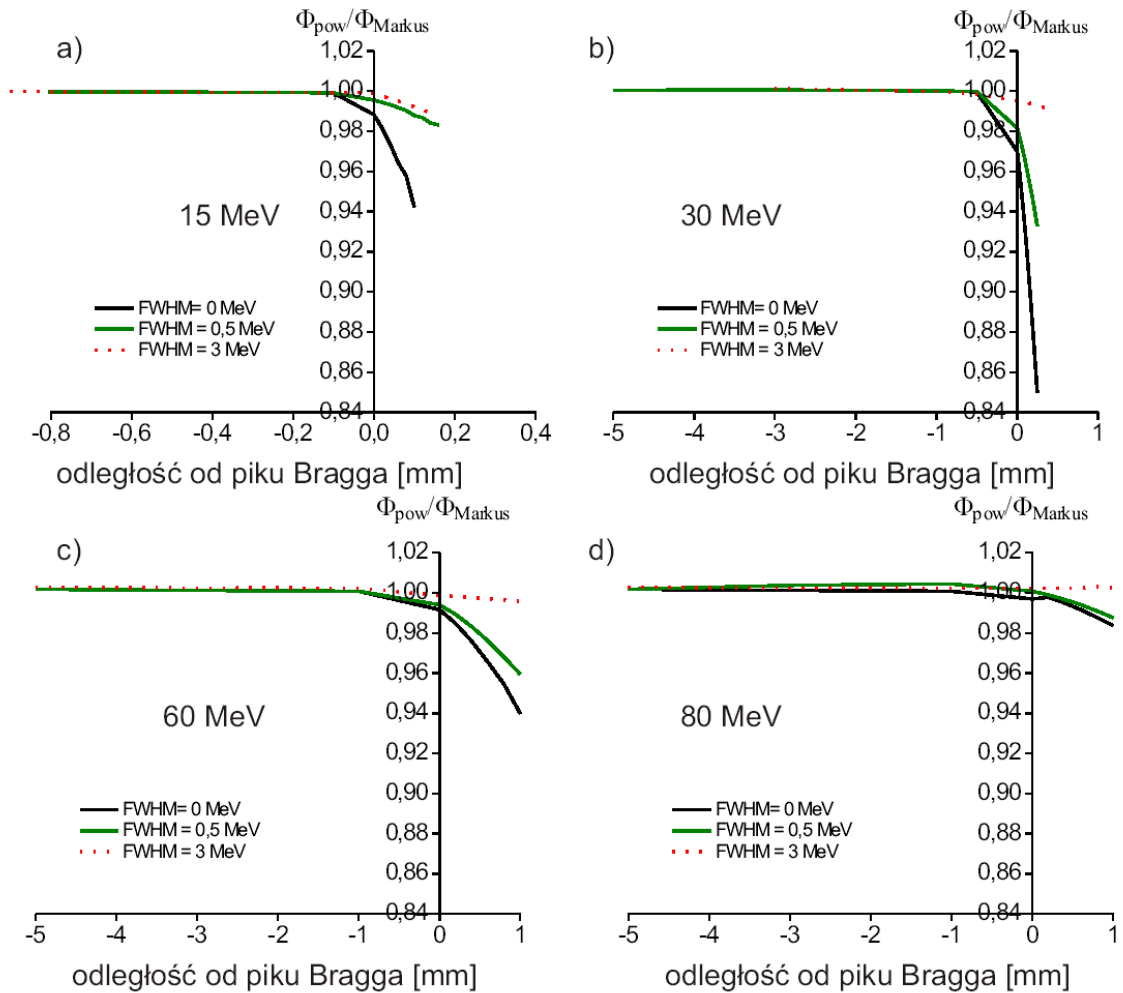 Φpow/ΦMarkus
a)
1,02
1,00
0,98
0,96
0,94
0,92
0,90
0,88
0,86
0,84
15 MeV
FWHM= 0 MeV
FWHM = 0,5 MeV
FWHM = 3 MeV
-0,8 -0,6 -0,4 -0,2 0,0 0,2 0,4
odległość od piku Bragga [mm]
Φpow/ΦMarkus
b)
1,02
1,00
0,98
0,96
0,94
0,92
0,90
0,88
0,86
0,84
30 MeV
FWHM= 0 MeV
FWHM = 0,5 MeV
FWHM = 3 MeV
-5 -4 -3 -2 -1 0 1
odległość od piku Bragga [mm]
Φpow/ΦMarkus
c)
1,02
1,00
0,98
0,96
0,94
0,92
0,90
0,88
0,86
0,84
60 MeV
FWHM= 0 MeV
FWHM = 0,5 MeV
FWHM = 3 MeV
-5 -4 -3 -2 -1 0 1
odległość od piku Bragga [mm]
Φpow/ΦMarkus
d)
1,02
1,00
0,98
0,96
0,94
0,92
0,90
0,88
0,86
0,84
80 MeV
FWHM= 0 MeV
FWHM = 0,5 MeV
FWHM = 3 MeV
-5 -4 -3 -2 -1 0 1
odległość od piku Bragga [mm]